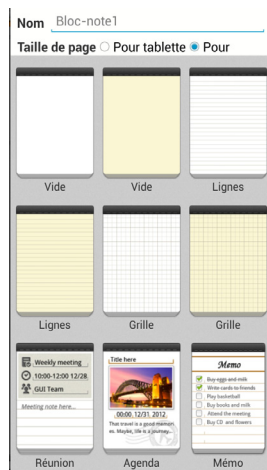 Nom Bloc-note1
Taille de page Pour tablette Pour
Vide Vide Lignes
Lignes Grille Grille
Weekly meeting
10:00-12:00 12/28
GUI Team
Meeting note here...
Title here
00:00 12/31, 2012
That travel is a good memori
es. Maybe, life is a journey...
Mémo
Buy eggs and milk
Write cards to friends
Play basketball
Buy books and milk
Attend the meeting
Buy CD and flowers
Réunion Agenda Mémo